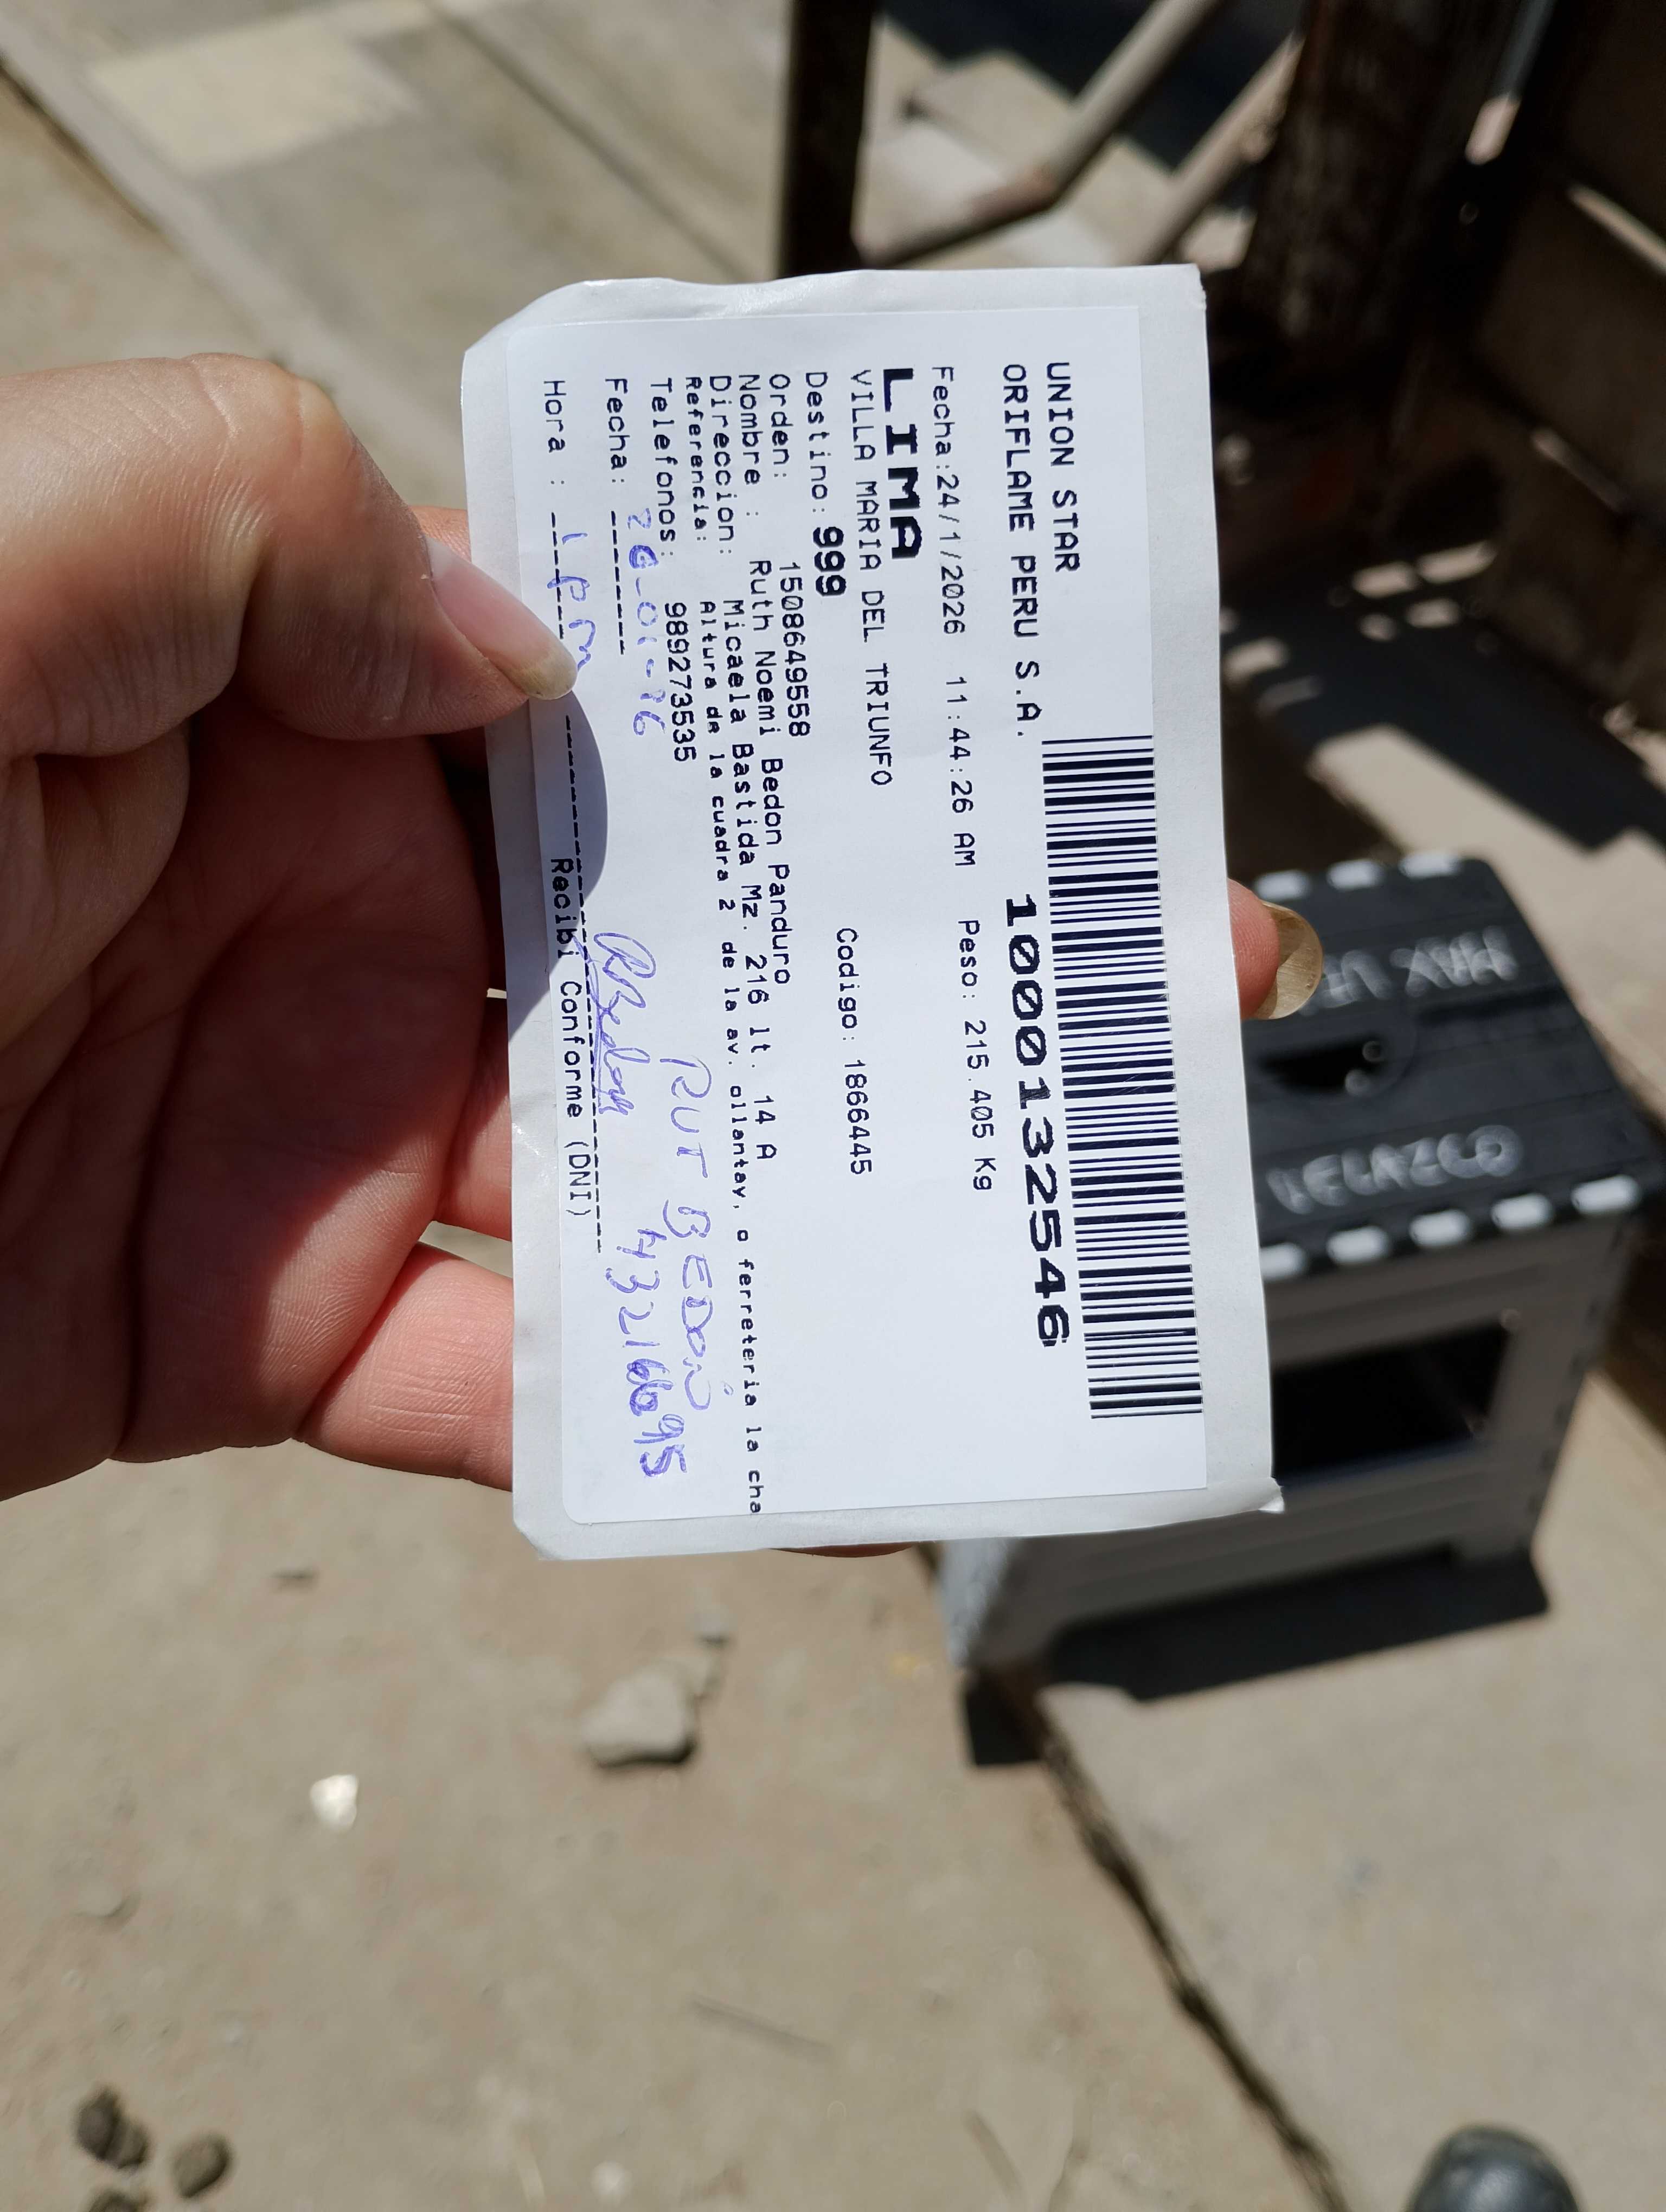 UNION STAR
ORIFLAME PERU S.A.
1000132546
Fecha:24/1/2026 11:44:26 AM Peso: 215.405 Kg
LIMA
VILLA MARIA DEL TRIUNFO
Destino: 999 Codigo: 1866445
Orden: 1508649558
Nombre : Ruth Noemi Bedon Panduro
Direccion: Micaela Bastida Mz. 216 lt. 14 A
Referencia: Altura de la cuadra 2 de la av. ollantay, o ferreteria la cha
Telefonos: 989273535
RUT BEDON
Fecha: 26-01-26
Hora : 1 pm
Recibi Conforme (DNI)
VELAZCO